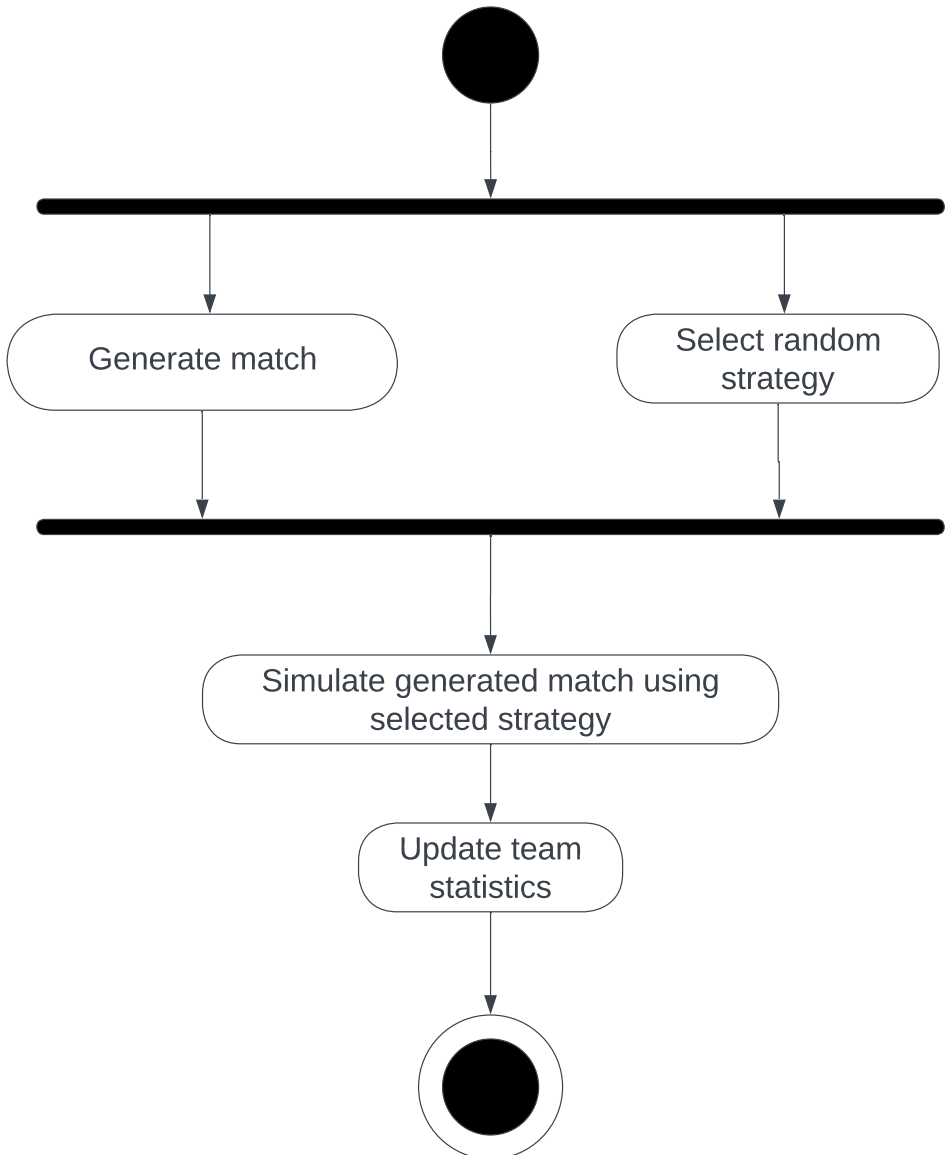 Generate match
Select random
strategy
Simulate generated match using
selected strategy
Update team
statistics